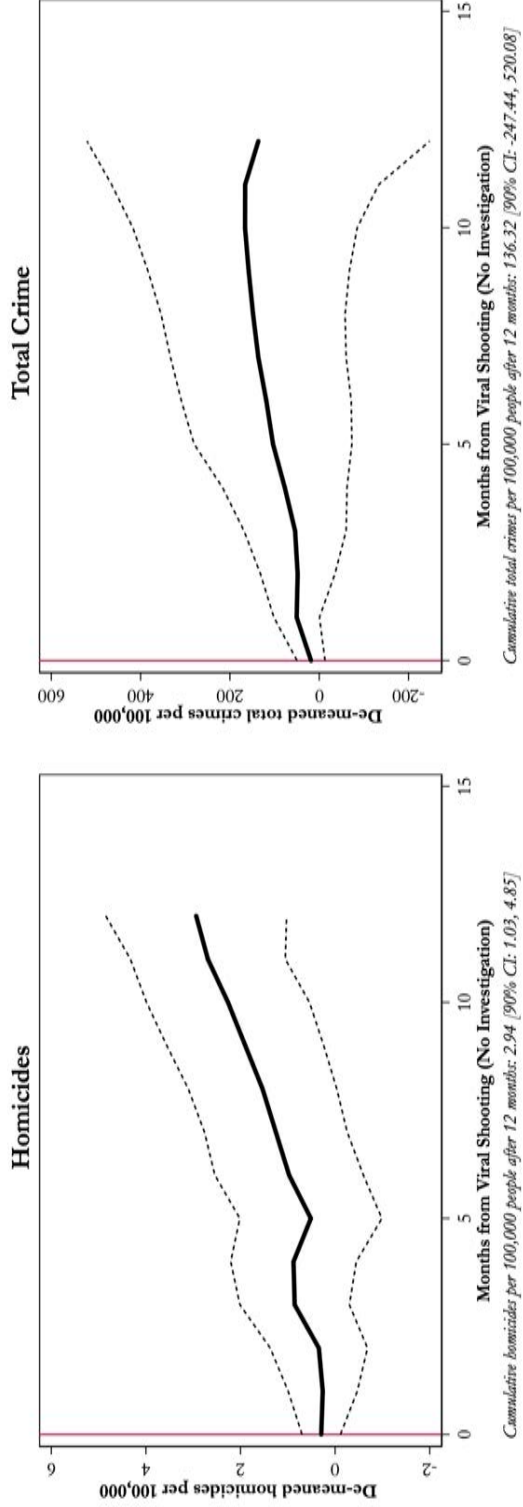 Homicides
De-meaned homicides per 100,000
6
4
2
0
-2
0
5
10
15
Months from Viral Shooting (No Investigation)
Cumulative homicides per 100,000 people after 12 months: 2.94 [90% CI: 1.03, 4.85]
Total Crime
De-meaned total crimes per 100,000
600
400
200
0
-200
0
5
10
15
Months from Viral Shooting (No Investigation)
Cumulative total crimes per 100,000 people after 12 months: 136.32 [90% CI: -247.44, 520.08]